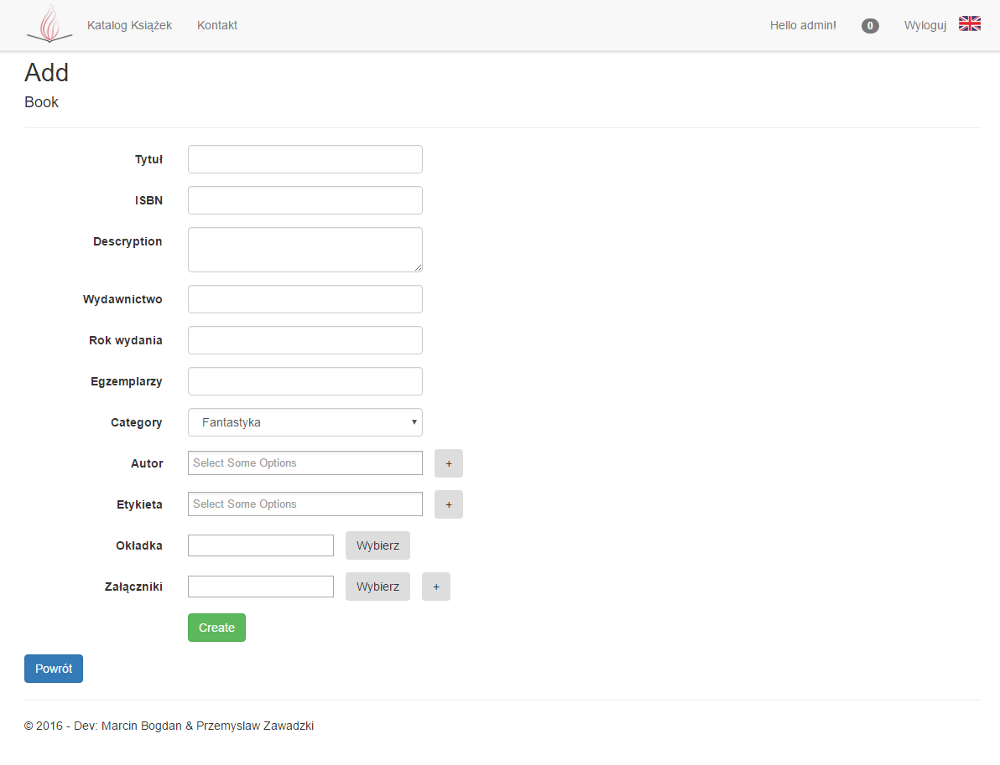 Katalog Książek Kontakt Hello admin! 0 Wyloguj
Add
Book
Tytuł
ISBN
Descryption
Wydawnictwo
Rok wydania
Egzemplarzy
Category Fantastyka
Autor Select Some Options +
Etykieta Select Some Options +
Okładka Wybierz
Załączniki Wybierz +
Create
Powrót
© 2016 - Dev: Marcin Bogdan & Przemyslaw Zawadzki